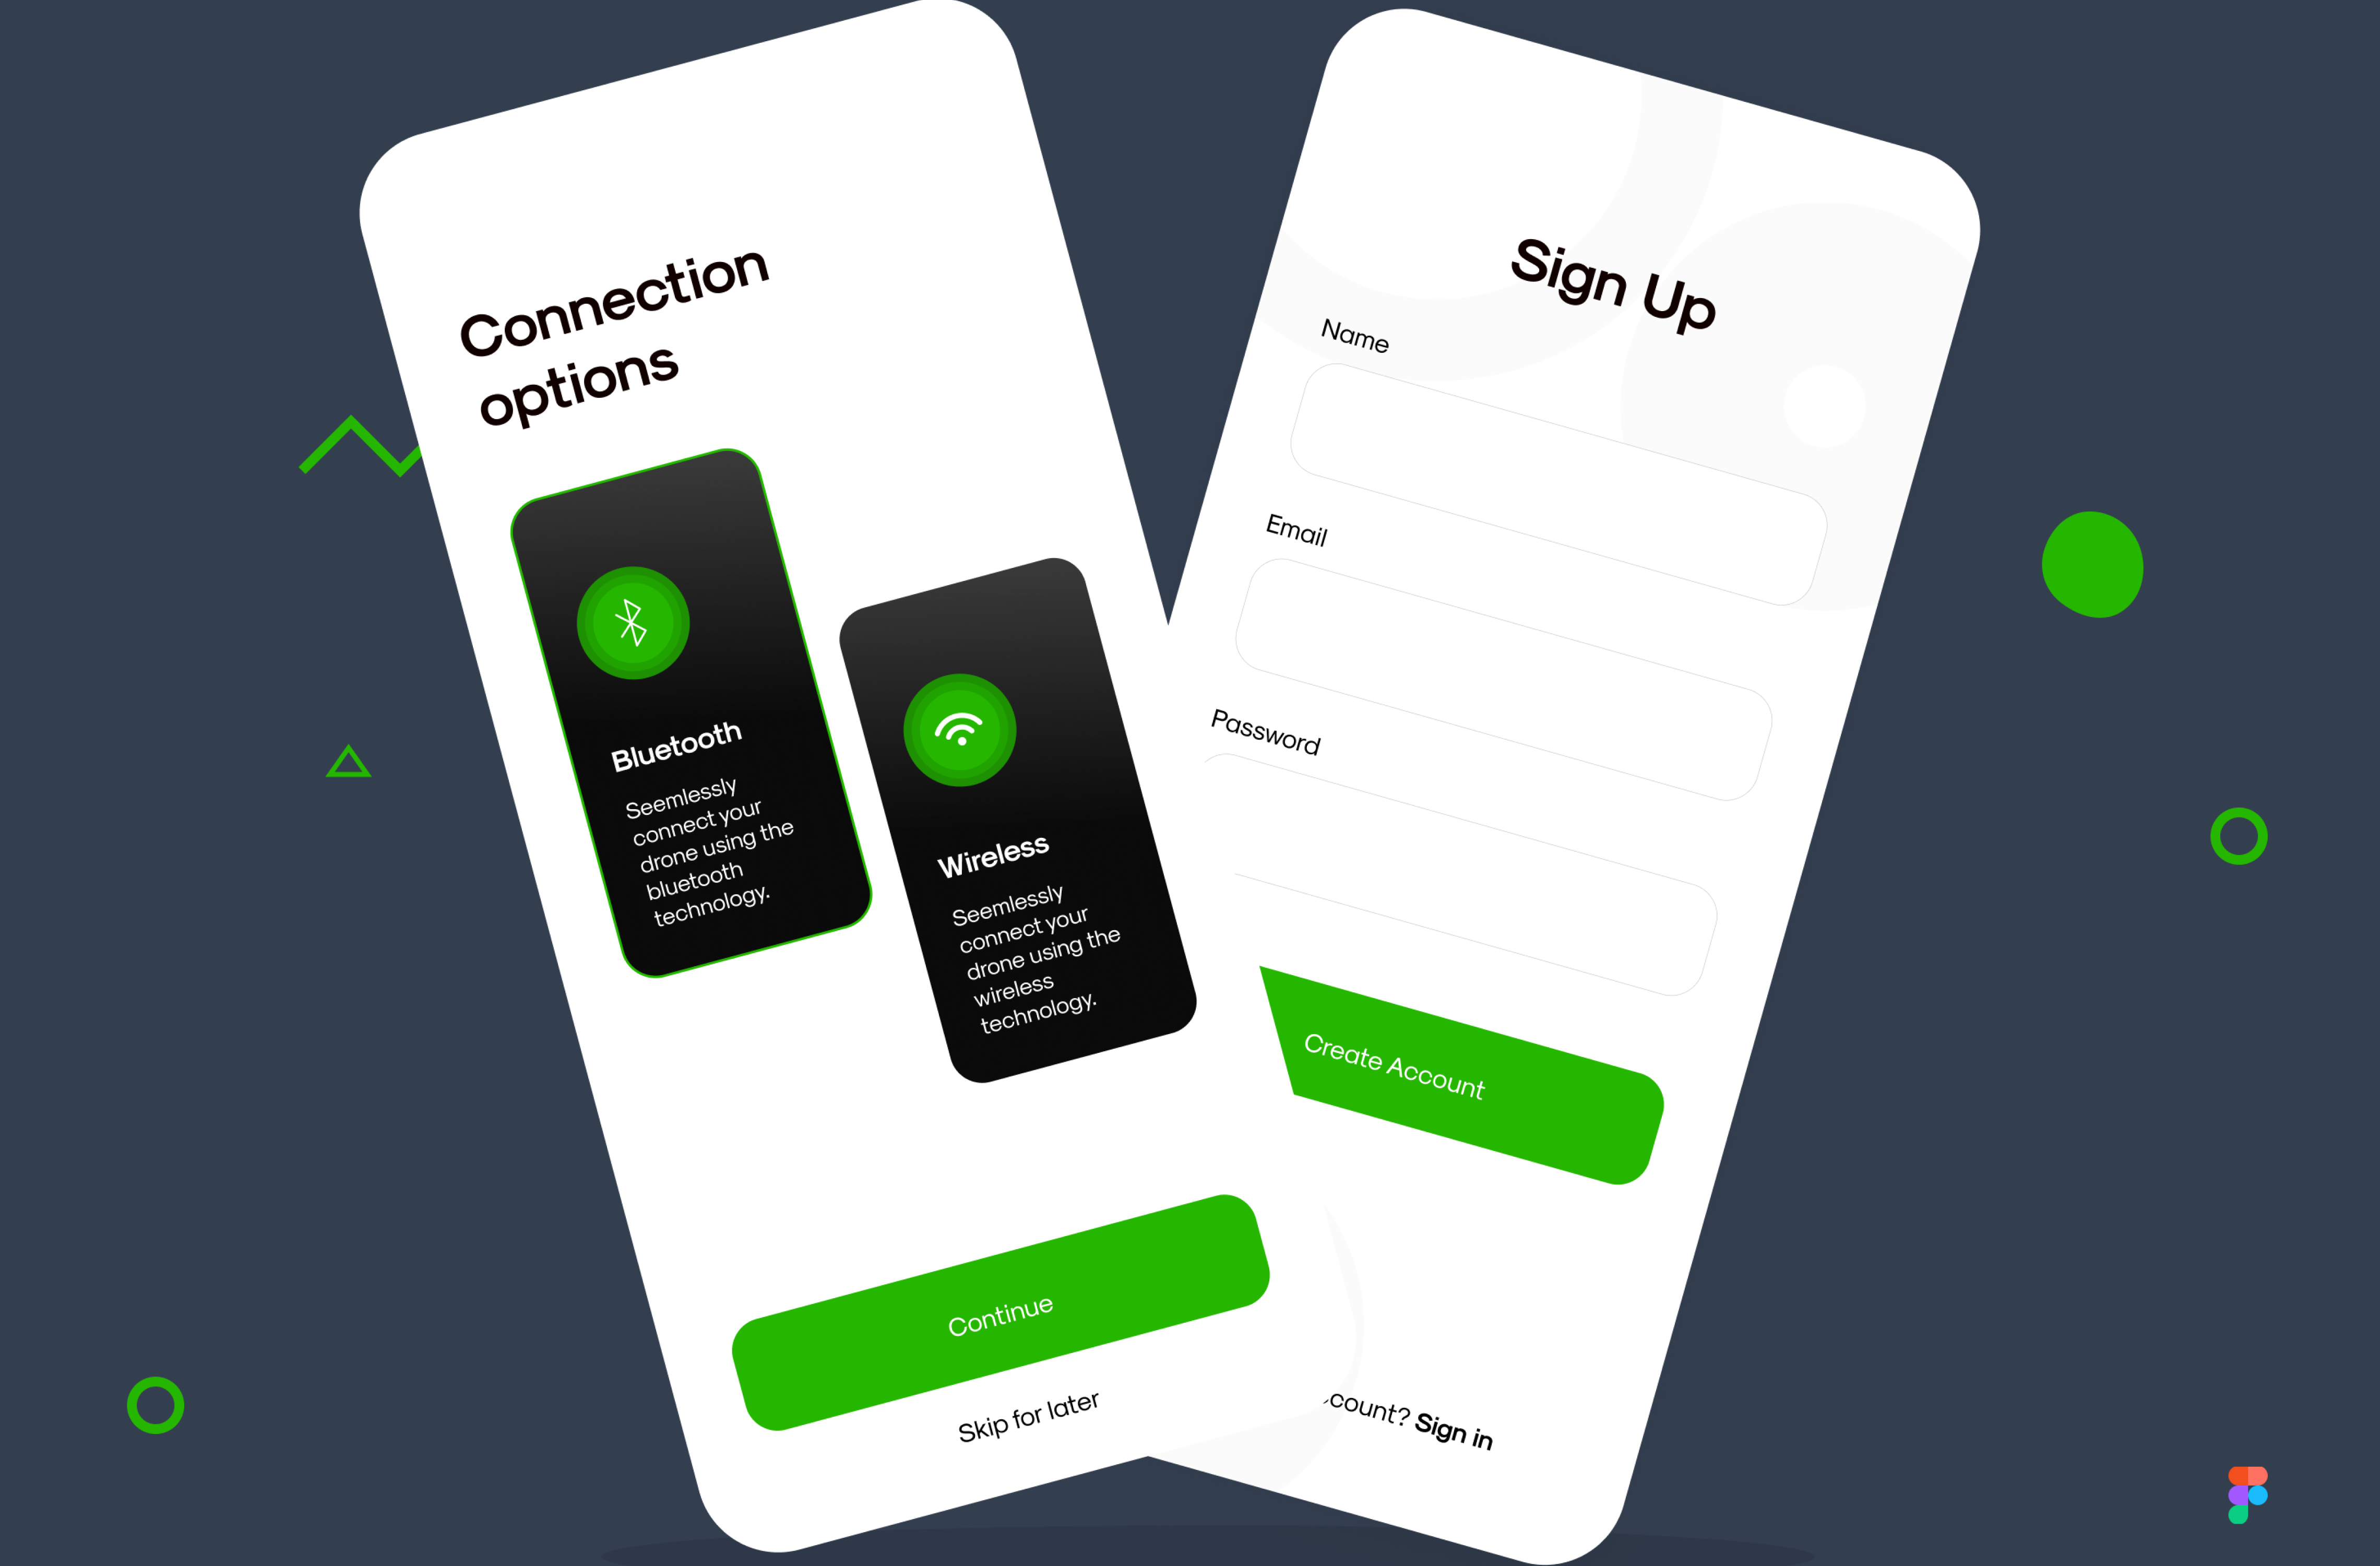 Connection
options
Bluetooth
Seemlessly
connect your
drone using the
bluetooth
technology.
Wireless
Seemlessly
connect your
drone using the
wireless
technology.
Continue
Skip for later
Sign Up
Name
Email
Password
Create Account
count? Sign in